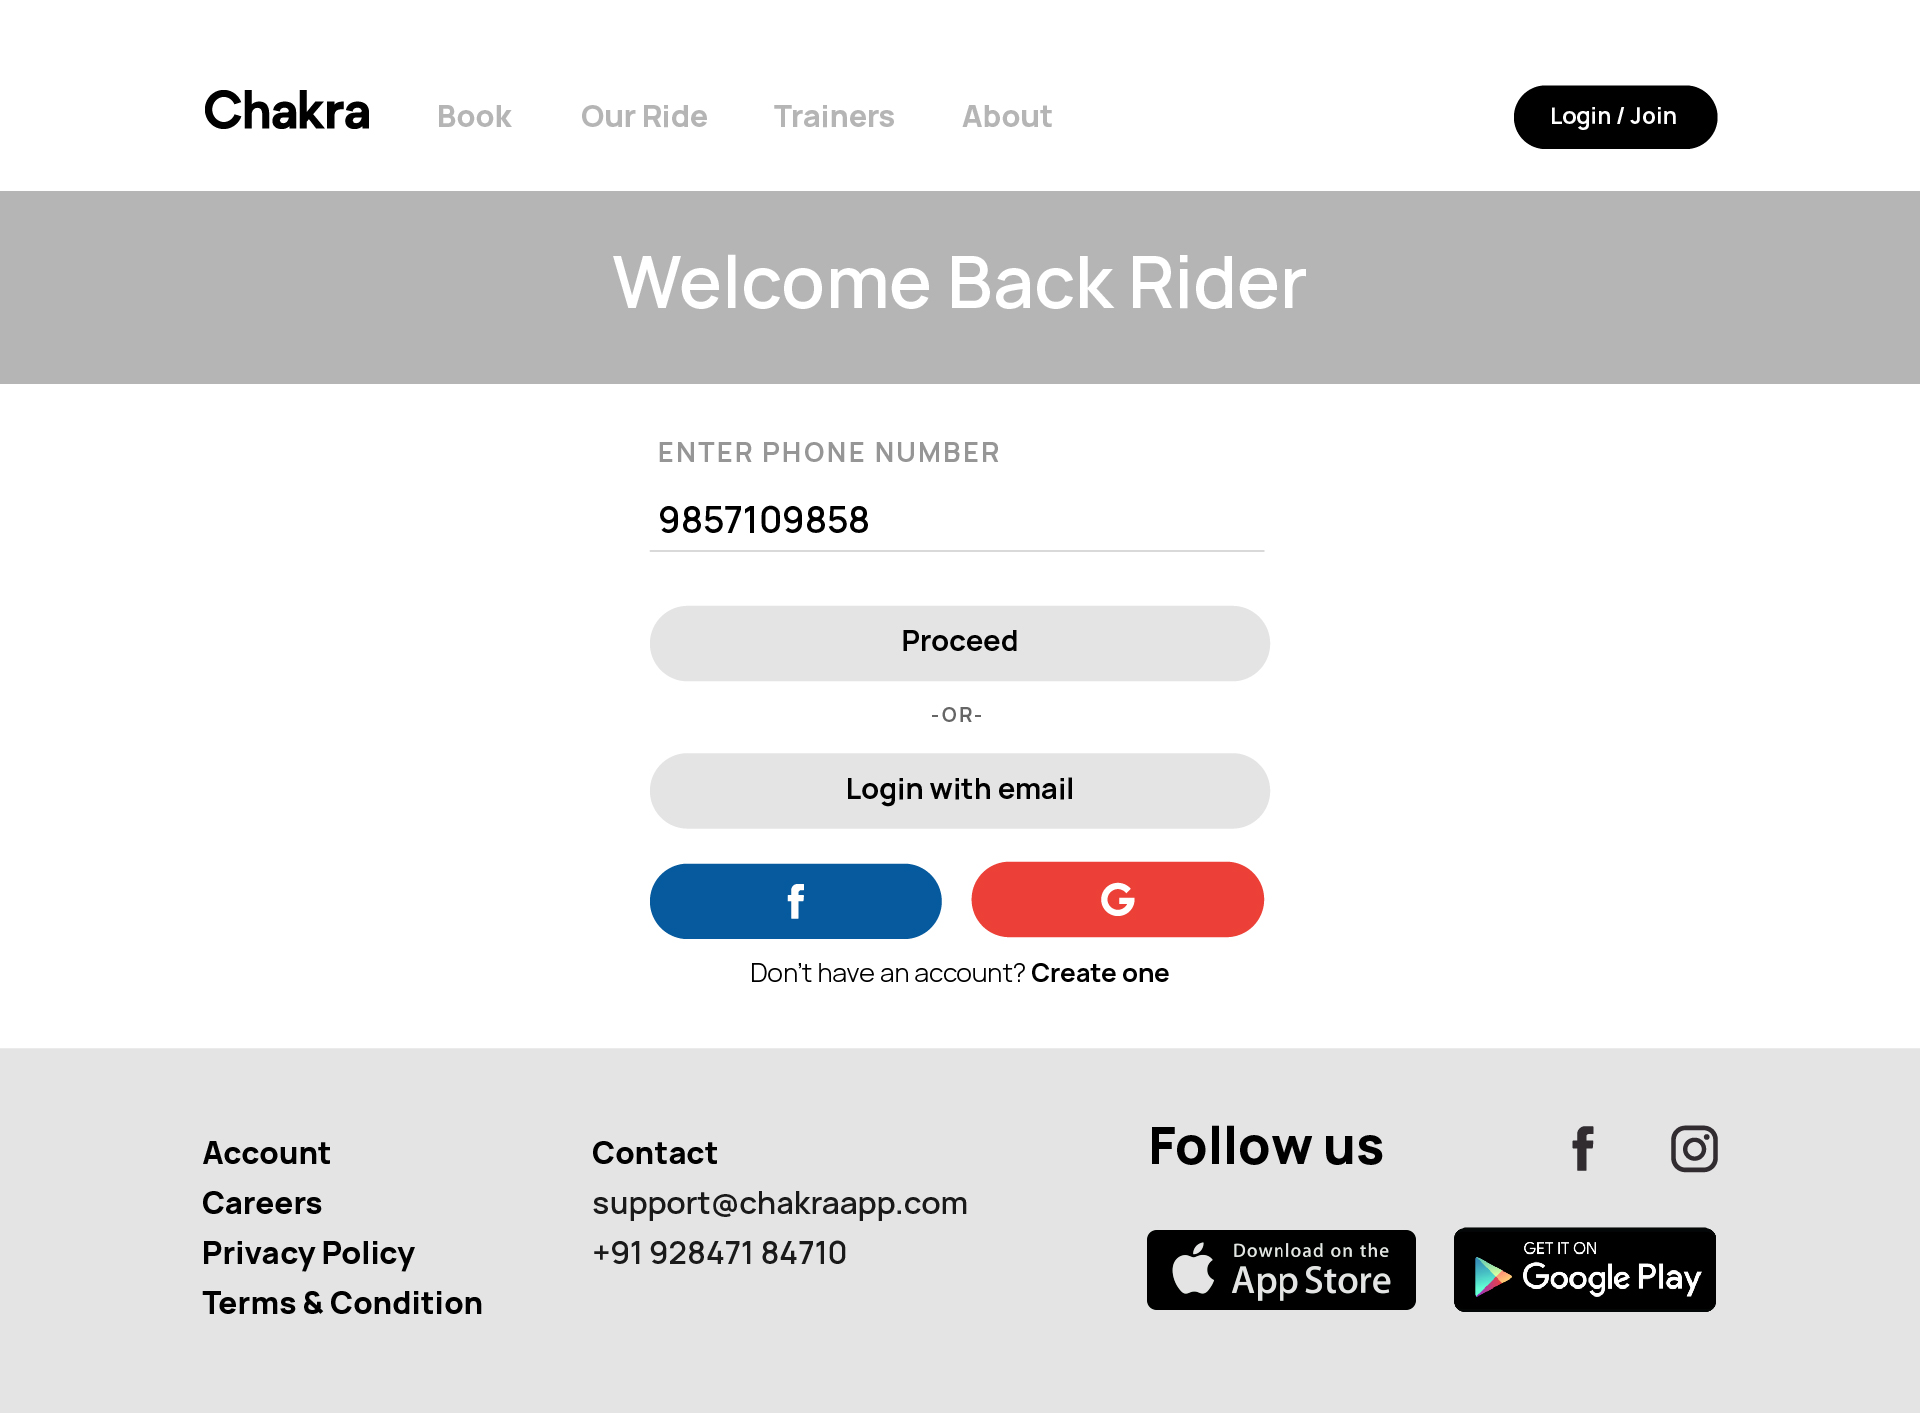 Chakra
Book
Our Ride
Trainers
About
Login / Join
Welcome Back Rider
ENTER PHONE NUMBER
9857109858
Proceed
-OR-
Login with email
f
G
Don't have an account? Create one
Account
Careers
Privacy Policy
Terms & Condition
Contact
support@chakraapp.com
+91 928471 84710
Follow us
f
Download on the
App Store
GET IT ON
Google Play